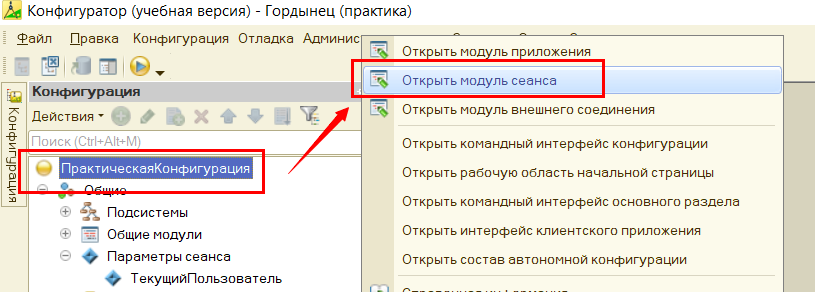 Конфигуратор (учебная версия) - Гордынец (практика)
Файл Правка Конфигурация Отладка Админис
Конфигурация
Конфигурация
Действия
Поиск (Ctrl+Alt+M)
ПрактическаяКонфигурация
Общие
Подсистемы
Общие модули
Параметры сеанса
ТекущийПользователь
Открыть модуль приложения
Открыть модуль сеанса
Открыть модуль внешнего соединения
Открыть командный интерфейс конфигурации
Открыть рабочую область начальной страницы
Открыть командный интерфейс основного раздела
Открыть интерфейс клиентского приложения
Открыть состав автономной конфигурации